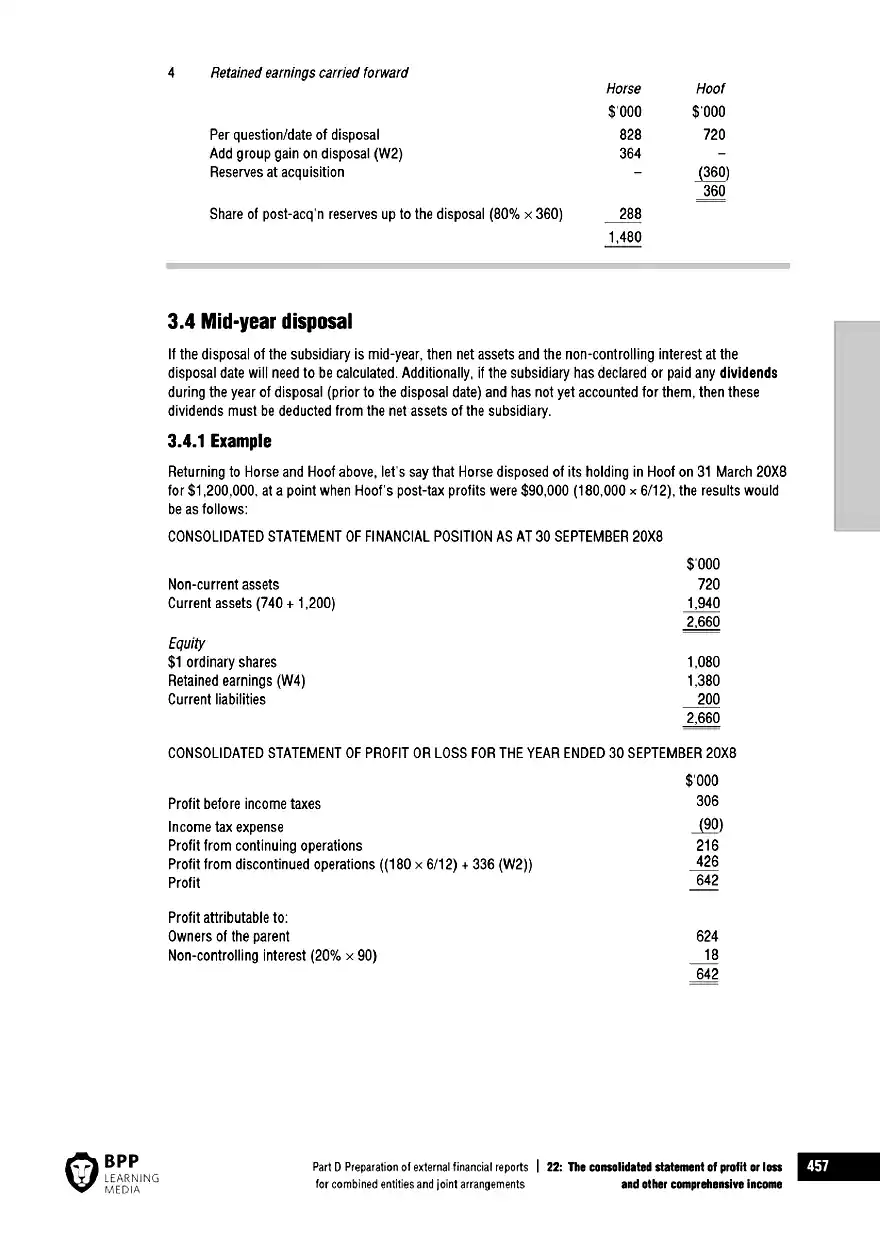 4 Retained earnings carried forward
Horse Hoof
$'000 $'000
Per question/date of disposal 828 720
Add group gain on disposal (W2) 364 –
Reserves at acquisition – (360)
360
Share of post-acq'n reserves up to the disposal (80% × 360) 288
1,480
3.4 Mid-year disposal
If the disposal of the subsidiary is mid-year, then net assets and the non-controlling interest at the
disposal date will need to be calculated. Additionally, if the subsidiary has declared or paid any dividends
during the year of disposal (prior to the disposal date) and has not yet accounted for them, then these
dividends must be deducted from the net assets of the subsidiary.
3.4.1 Example
Returning to Horse and Hoof above, let's say that Horse disposed of its holding in Hoof on 31 March 20X8
for $1,200,000, at a point when Hoof's post-tax profits were $90,000 (180,000 × 6/12), the results would
be as follows:
CONSOLIDATED STATEMENT OF FINANCIAL POSITION AS AT 30 SEPTEMBER 20X8
$'000
Non-current assets 720
Current assets (740 + 1,200) 1,940
2,660
Equity
$1 ordinary shares 1,080
Retained earnings (W4) 1,380
Current liabilities 200
2,660
CONSOLIDATED STATEMENT OF PROFIT OR LOSS FOR THE YEAR ENDED 30 SEPTEMBER 20X8
$'000
Profit before income taxes 306
Income tax expense (90)
Profit from continuing operations 216
Profit from discontinued operations ((180 × 6/12) + 336 (W2)) 426
Profit 642
Profit attributable to:
Owners of the parent 624
Non-controlling interest (20% × 90) 18
642
BPP
LEARNING
MEDIA
Part D Preparation of external financial reports | 22: The consolidated statement of profit or loss 457
for combined entities and joint arrangements and other comprehensive income